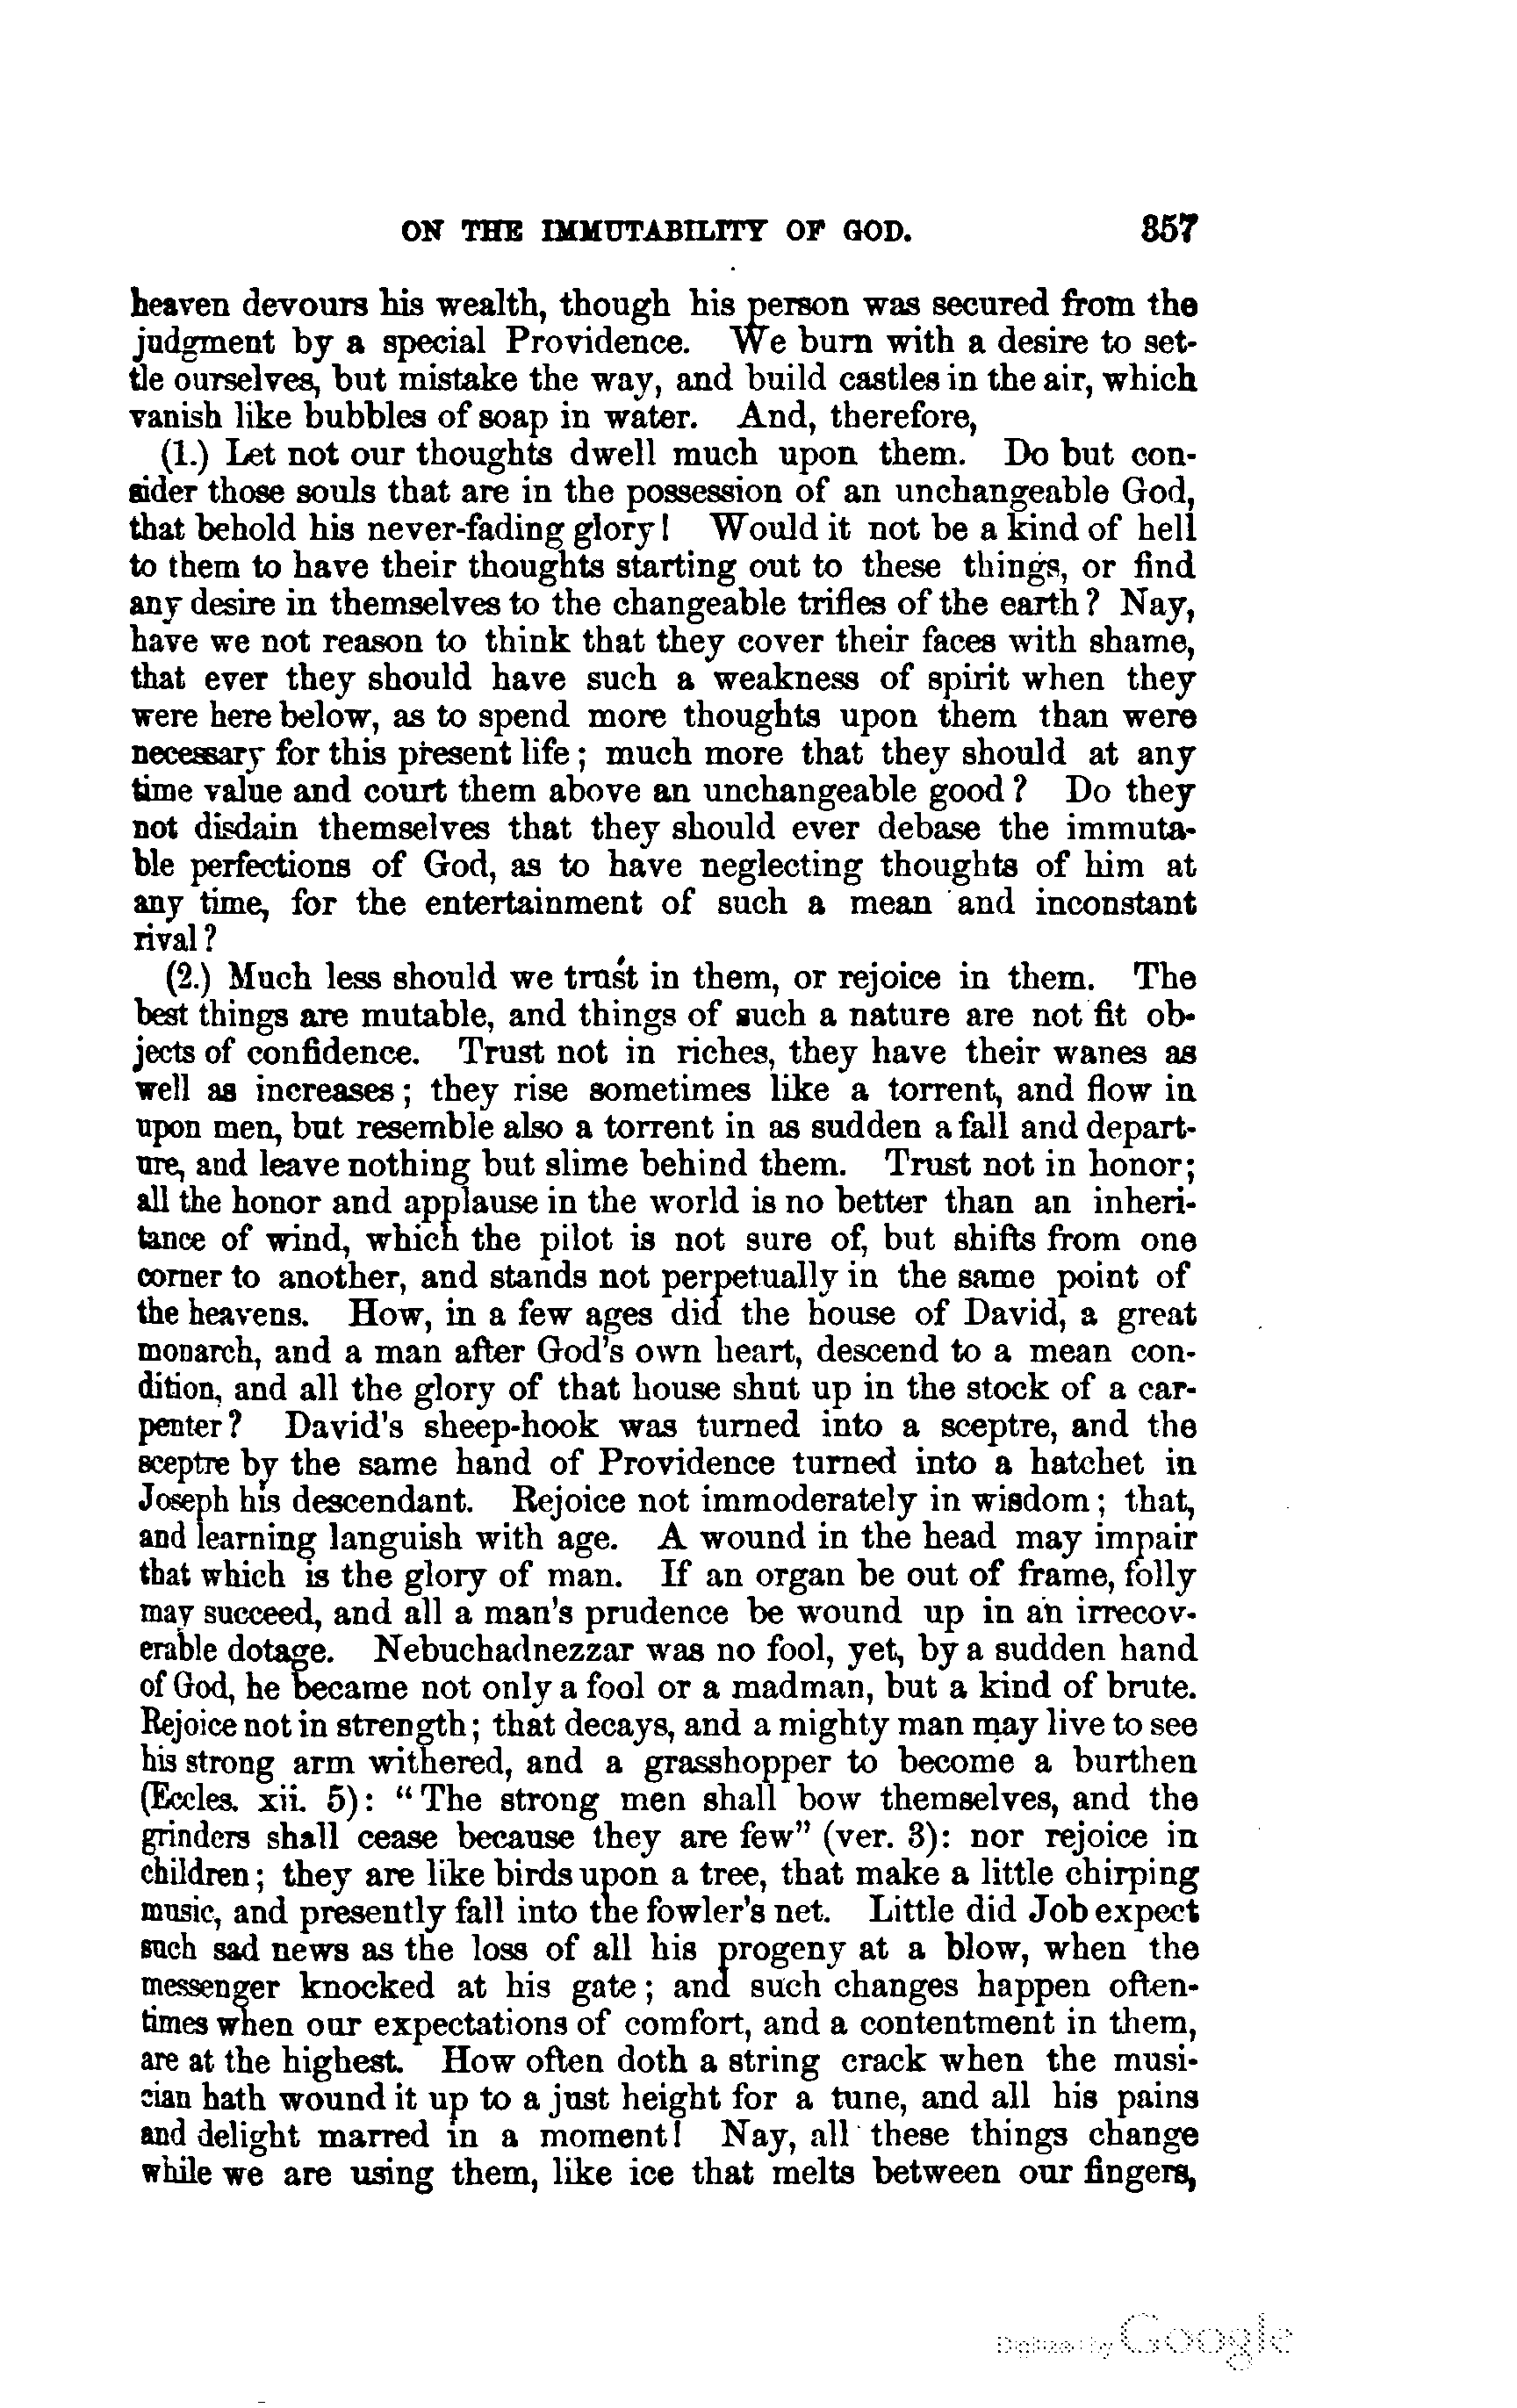 ON THE IMMUTABILITY OF GOD. 357
heaven devours his wealth, though his person was secured from the
judgment by a special Providence. We burn with a desire to set-
tle ourselves, but mistake the way, and build castles in the air, which
vanish like bubbles of soap in water. And, therefore,
(1.) Let not our thoughts dwell much upon them. Do but con-
sider those souls that are in the possession of an unchangeable God,
that behold his never-fading glory! Would it not be a kind of hell
to them to have their thoughts starting out to these things, or find
any desire in themselves to the changeable trifles of the earth? Nay,
have we not reason to think that they cover their faces with shame,
that ever they should have such a weakness of spirit when they
were here below, as to spend more thoughts upon them than were
necessary for this present life; much more that they should at any
time value and court them above an unchangeable good? Do they
not disdain themselves that they should ever debase the immuta-
ble perfections of God, as to have neglecting thoughts of him at
any time, for the entertainment of such a mean and inconstant
rival?
(2.) Much less should we trust in them, or rejoice in them. The
best things are mutable, and things of such a nature are not fit ob-
jects of confidence. Trust not in riches, they have their wanes as
well as increases; they rise sometimes like a torrent, and flow in
upon men, but resemble also a torrent in as sudden a fall and depart-
ure, and leave nothing but slime behind them. Trust not in honor;
all the honor and applause in the world is no better than an inheri-
tance of wind, which the pilot is not sure of, but shifts from one
corner to another, and stands not perpetually in the same point of
the heavens. How, in a few ages did the house of David, a great
monarch, and a man after God's own heart, descend to a mean con-
dition, and all the glory of that house shut up in the stock of a car-
penter? David's sheep-hook was turned into a sceptre, and the
sceptre by the same hand of Providence turned into a hatchet in
Joseph his descendant. Rejoice not immoderately in wisdom; that,
and learning languish with age. A wound in the head may impair
that which is the glory of man. If an organ be out of frame, folly
may succeed, and all a man's prudence be wound up in an irrecov-
erable dotage. Nebuchadnezzar was no fool, yet, by a sudden hand
of God, he became not only a fool or a madman, but a kind of brute.
Rejoice not in strength; that decays, and a mighty man may live to see
his strong arm withered, and a grasshopper to become a burthen
(Eccles. xii. 5): "The strong men shall bow themselves, and the
grinders shall cease because they are few" (ver. 3): nor rejoice in
children; they are like birds upon a tree, that make a little chirping
music, and presently fall into the fowler's net. Little did Job expect
such sad news as the loss of all his progeny at a blow, when the
messenger knocked at his gate; and such changes happen often-
times when our expectations of comfort, and a contentment in them,
are at the highest. How often doth a string crack when the musi-
cian hath wound it up to a just height for a tune, and all his pains
and delight marred in a moment! Nay, all these things change
while we are using them, like ice that melts between our fingers,
Digitized by Google